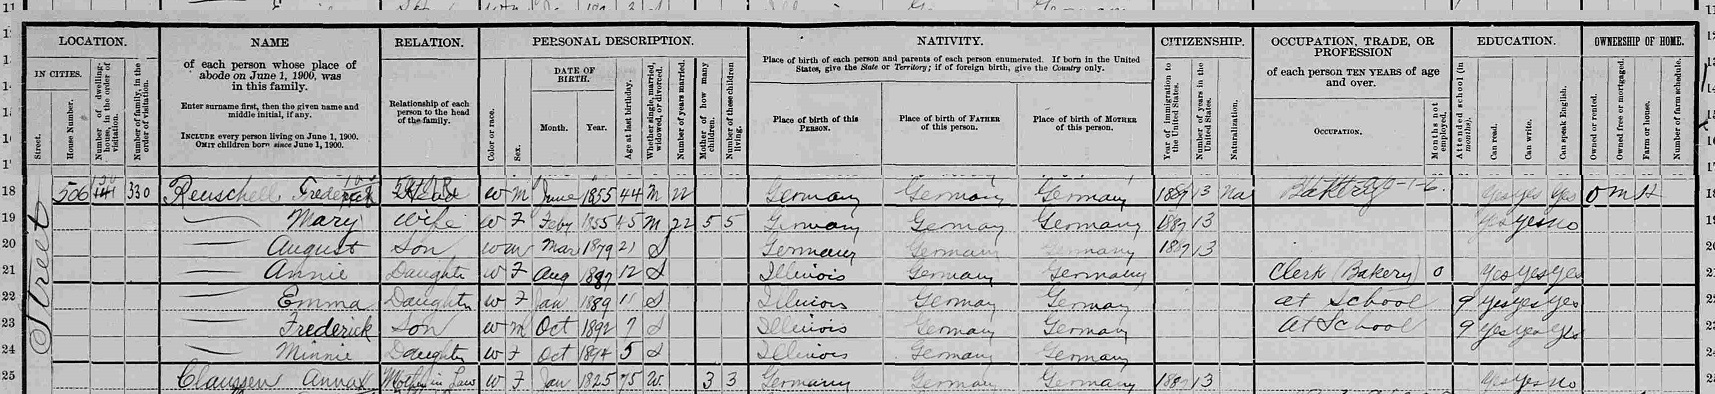 LOCATION. NAME RELATION. PERSONAL DESCRIPTION. NATIVITY. CITIZENSHIP. OCCUPATION, TRADE, OR PROFESSION EDUCATION. OWNERSHIP OF HOME.
IN CITIES.
Street.
House Number.
Number of dwelling-house, in the order of visitation.
Number of family, in the order of visitation.
of each person whose place of abode on June 1, 1900, was in this family.
Enter surname first, then the given name and middle initial, if any.
INCLUDE every person living on June 1, 1900.
OMIT children born since June 1, 1900.
Relationship of each person to the head of the family.
Color or race.
Sex.
DATE OF BIRTH.
Month.
Year.
Age at last birthday.
Whether single, married, widowed, or divorced.
Number of years married.
Mother of how many children.
Number of these children living.
Place of birth of each person and parents of each person enumerated. If born in the United States, give the State or Territory; if of foreign birth, give the Country only.
Place of birth of this PERSON.
Place of birth of FATHER of this person.
Place of birth of MOTHER of this person.
Year of immigration to the United States.
Number of years in the United States.
Naturalization.
of each person TEN YEARS of age and over.
OCCUPATION.
Months not employed.
Attended school (in months).
Can read.
Can write.
Can speak English.
Owned or rented.
Owned free or mortgaged.
Farm or house.
Number of farm schedule.
Street
18 506 330 Reuschell Frederick Head W M June 1855 44 M 22 Germany Germany Germany 1887 13 Na Yes Yes Yes O M H
19 Mary Wife W F Feby 1855 45 M 22 5 5 Germany Germany Germany 1887 13 Yes yes no
20 August Son W M Mar 1879 21 S Germany Germany Germany 1887 13
21 Annie Daughter W F Aug 1887 12 S Illinois Germany Germany Clerk (Bakery) 0 Yes Yes Yes
22 Emma Daughter W F Jan 1889 11 S Illinois Germany Germany at School 9 yes yes yes
23 Frederick Son W M Oct 1892 7 S Illinois Germany Germany At School 9 Yes yes Yes
24 Minnie Daughter W F Oct 1894 5 S Illinois Germany Germany
25 Claussen Anna Mother in Law W F Jan 1825 75 W. 3 3 Germany Germany Germany 1887 13 Yes Yes no